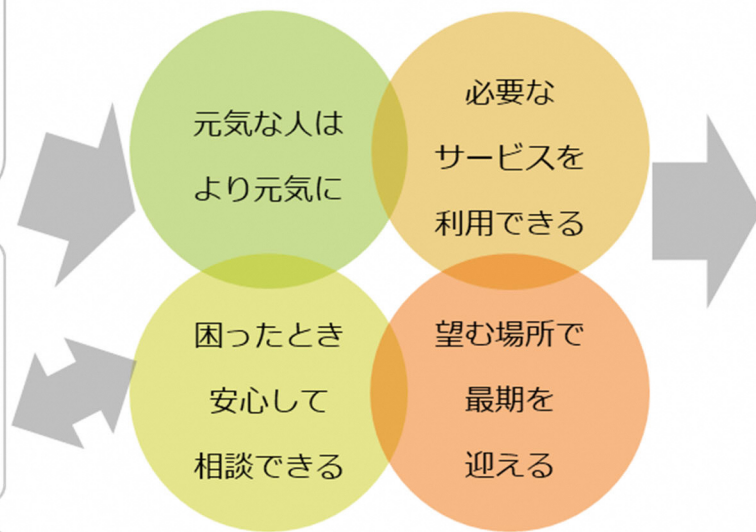 元気な人は
より元気に
必要な
サービスを
利用できる
困ったとき
安心して
相談できる
望む場所で
最期を
迎える